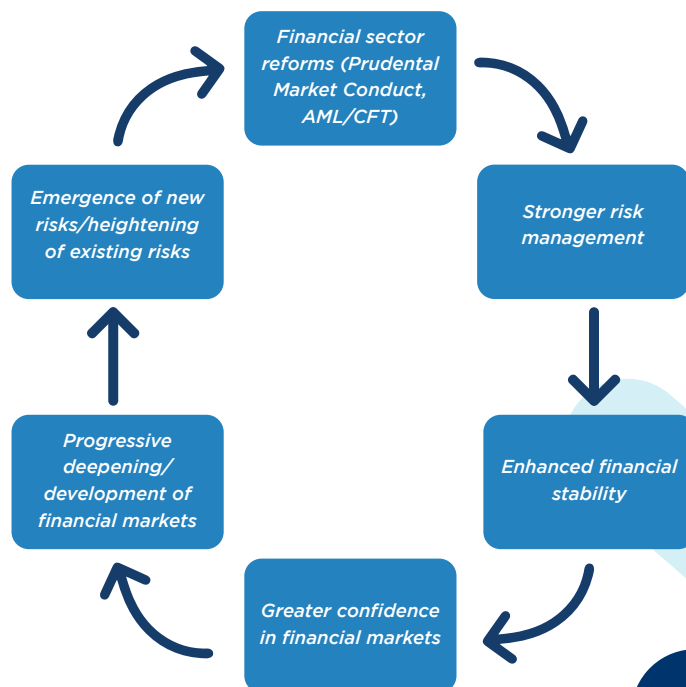 Financial sector
reforms (Prudental
Market Conduct,
AML/CFT)
Stronger risk
management
Enhanced financial
stability
Greater confidence
in financial markets
Progressive
deepening/
development of
financial markets
Emergence of new
risks/heightening
of existing risks